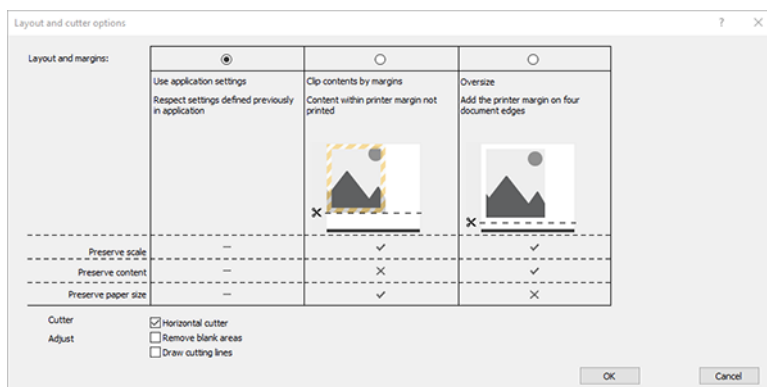 Layout and cutter options
? ×
Layout and margins:
Use application settings
Clip contents by margins
Oversize
Respect settings defined previously
in application
Content within printer margin not
printed
Add the printer margin on four
document edges
Preserve scale – ✓ ✓
Preserve content – × ✓
Preserve paper size – ✓ ×
Cutter
Horizontal cutter
Adjust
Remove blank areas
Draw cutting lines
OK
Cancel